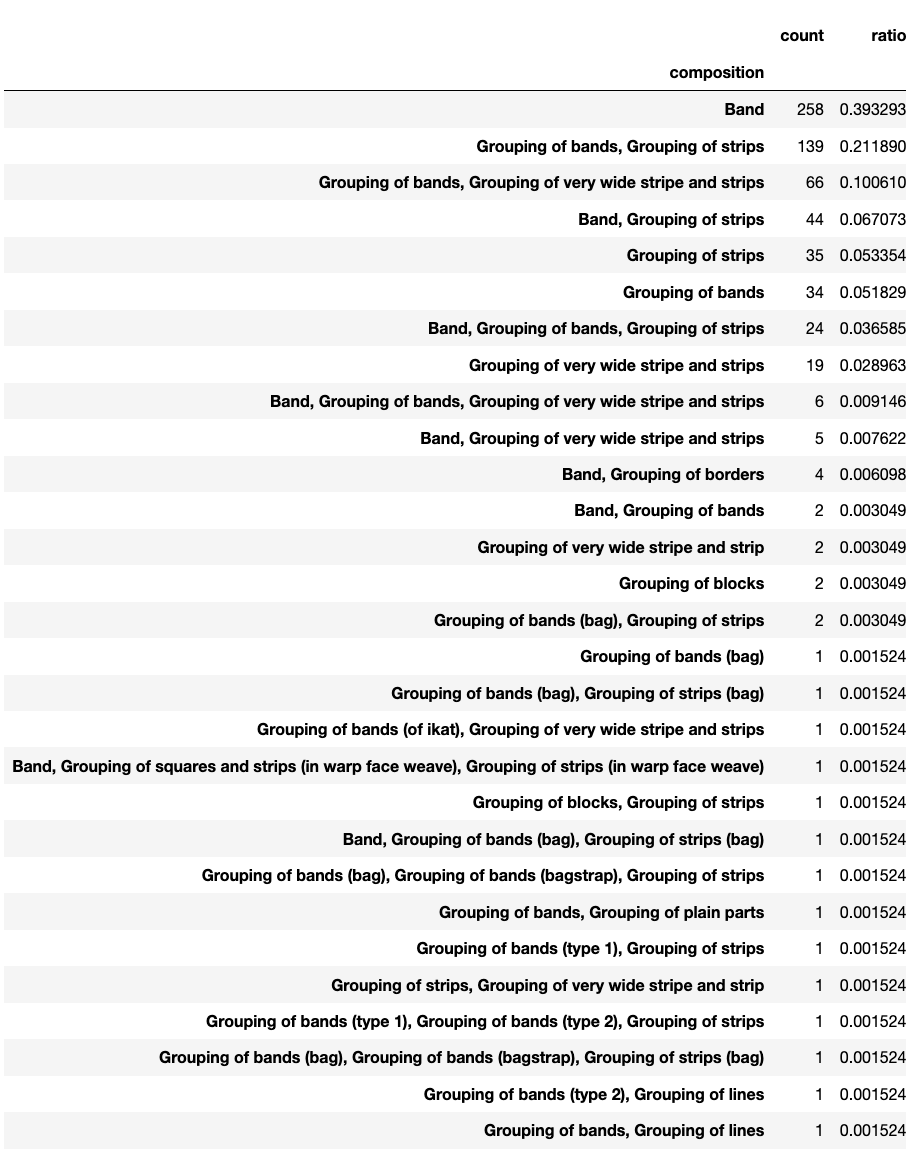 count ratio
composition
Band 258 0.393293
Grouping of bands, Grouping of strips 139 0.211890
Grouping of bands, Grouping of very wide stripe and strips 66 0.100610
Band, Grouping of strips 44 0.067073
Grouping of strips 35 0.053354
Grouping of bands 34 0.051829
Band, Grouping of bands, Grouping of strips 24 0.036585
Grouping of very wide stripe and strips 19 0.028963
Band, Grouping of bands, Grouping of very wide stripe and strips 6 0.009146
Band, Grouping of very wide stripe and strips 5 0.007622
Band, Grouping of borders 4 0.006098
Band, Grouping of bands 2 0.003049
Grouping of very wide stripe and strip 2 0.003049
Grouping of blocks 2 0.003049
Grouping of bands (bag), Grouping of strips 2 0.003049
Grouping of bands (bag) 1 0.001524
Grouping of bands (bag), Grouping of strips (bag) 1 0.001524
Grouping of bands (of ikat), Grouping of very wide stripe and strips 1 0.001524
Band, Grouping of squares and strips (in warp face weave), Grouping of strips (in warp face weave) 1 0.001524
Grouping of blocks, Grouping of strips 1 0.001524
Band, Grouping of bands (bag), Grouping of strips (bag) 1 0.001524
Grouping of bands (bag), Grouping of bands (bagstrap), Grouping of strips 1 0.001524
Grouping of bands, Grouping of plain parts 1 0.001524
Grouping of bands (type 1), Grouping of strips 1 0.001524
Grouping of strips, Grouping of very wide stripe and strip 1 0.001524
Grouping of bands (type 1), Grouping of bands (type 2), Grouping of strips 1 0.001524
Grouping of bands (bag), Grouping of bands (bagstrap), Grouping of strips (bag) 1 0.001524
Grouping of bands (type 2), Grouping of lines 1 0.001524
Grouping of bands, Grouping of lines 1 0.001524